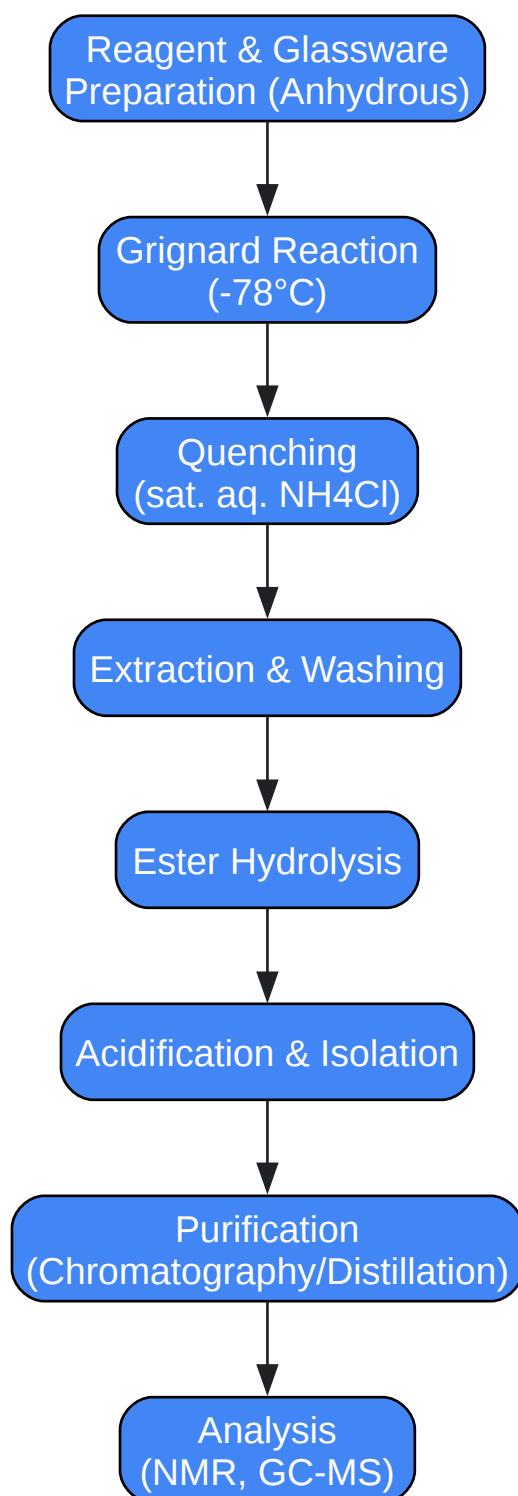 Reagent & Glassware
Preparation (Anhydrous)
Grignard Reaction
(-78°C)
Quenching
(sat. aq. NH4Cl)
Extraction & Washing
Ester Hydrolysis
Acidification & Isolation
Purification
(Chromatography/Distillation)
Analysis
(NMR, GC-MS)